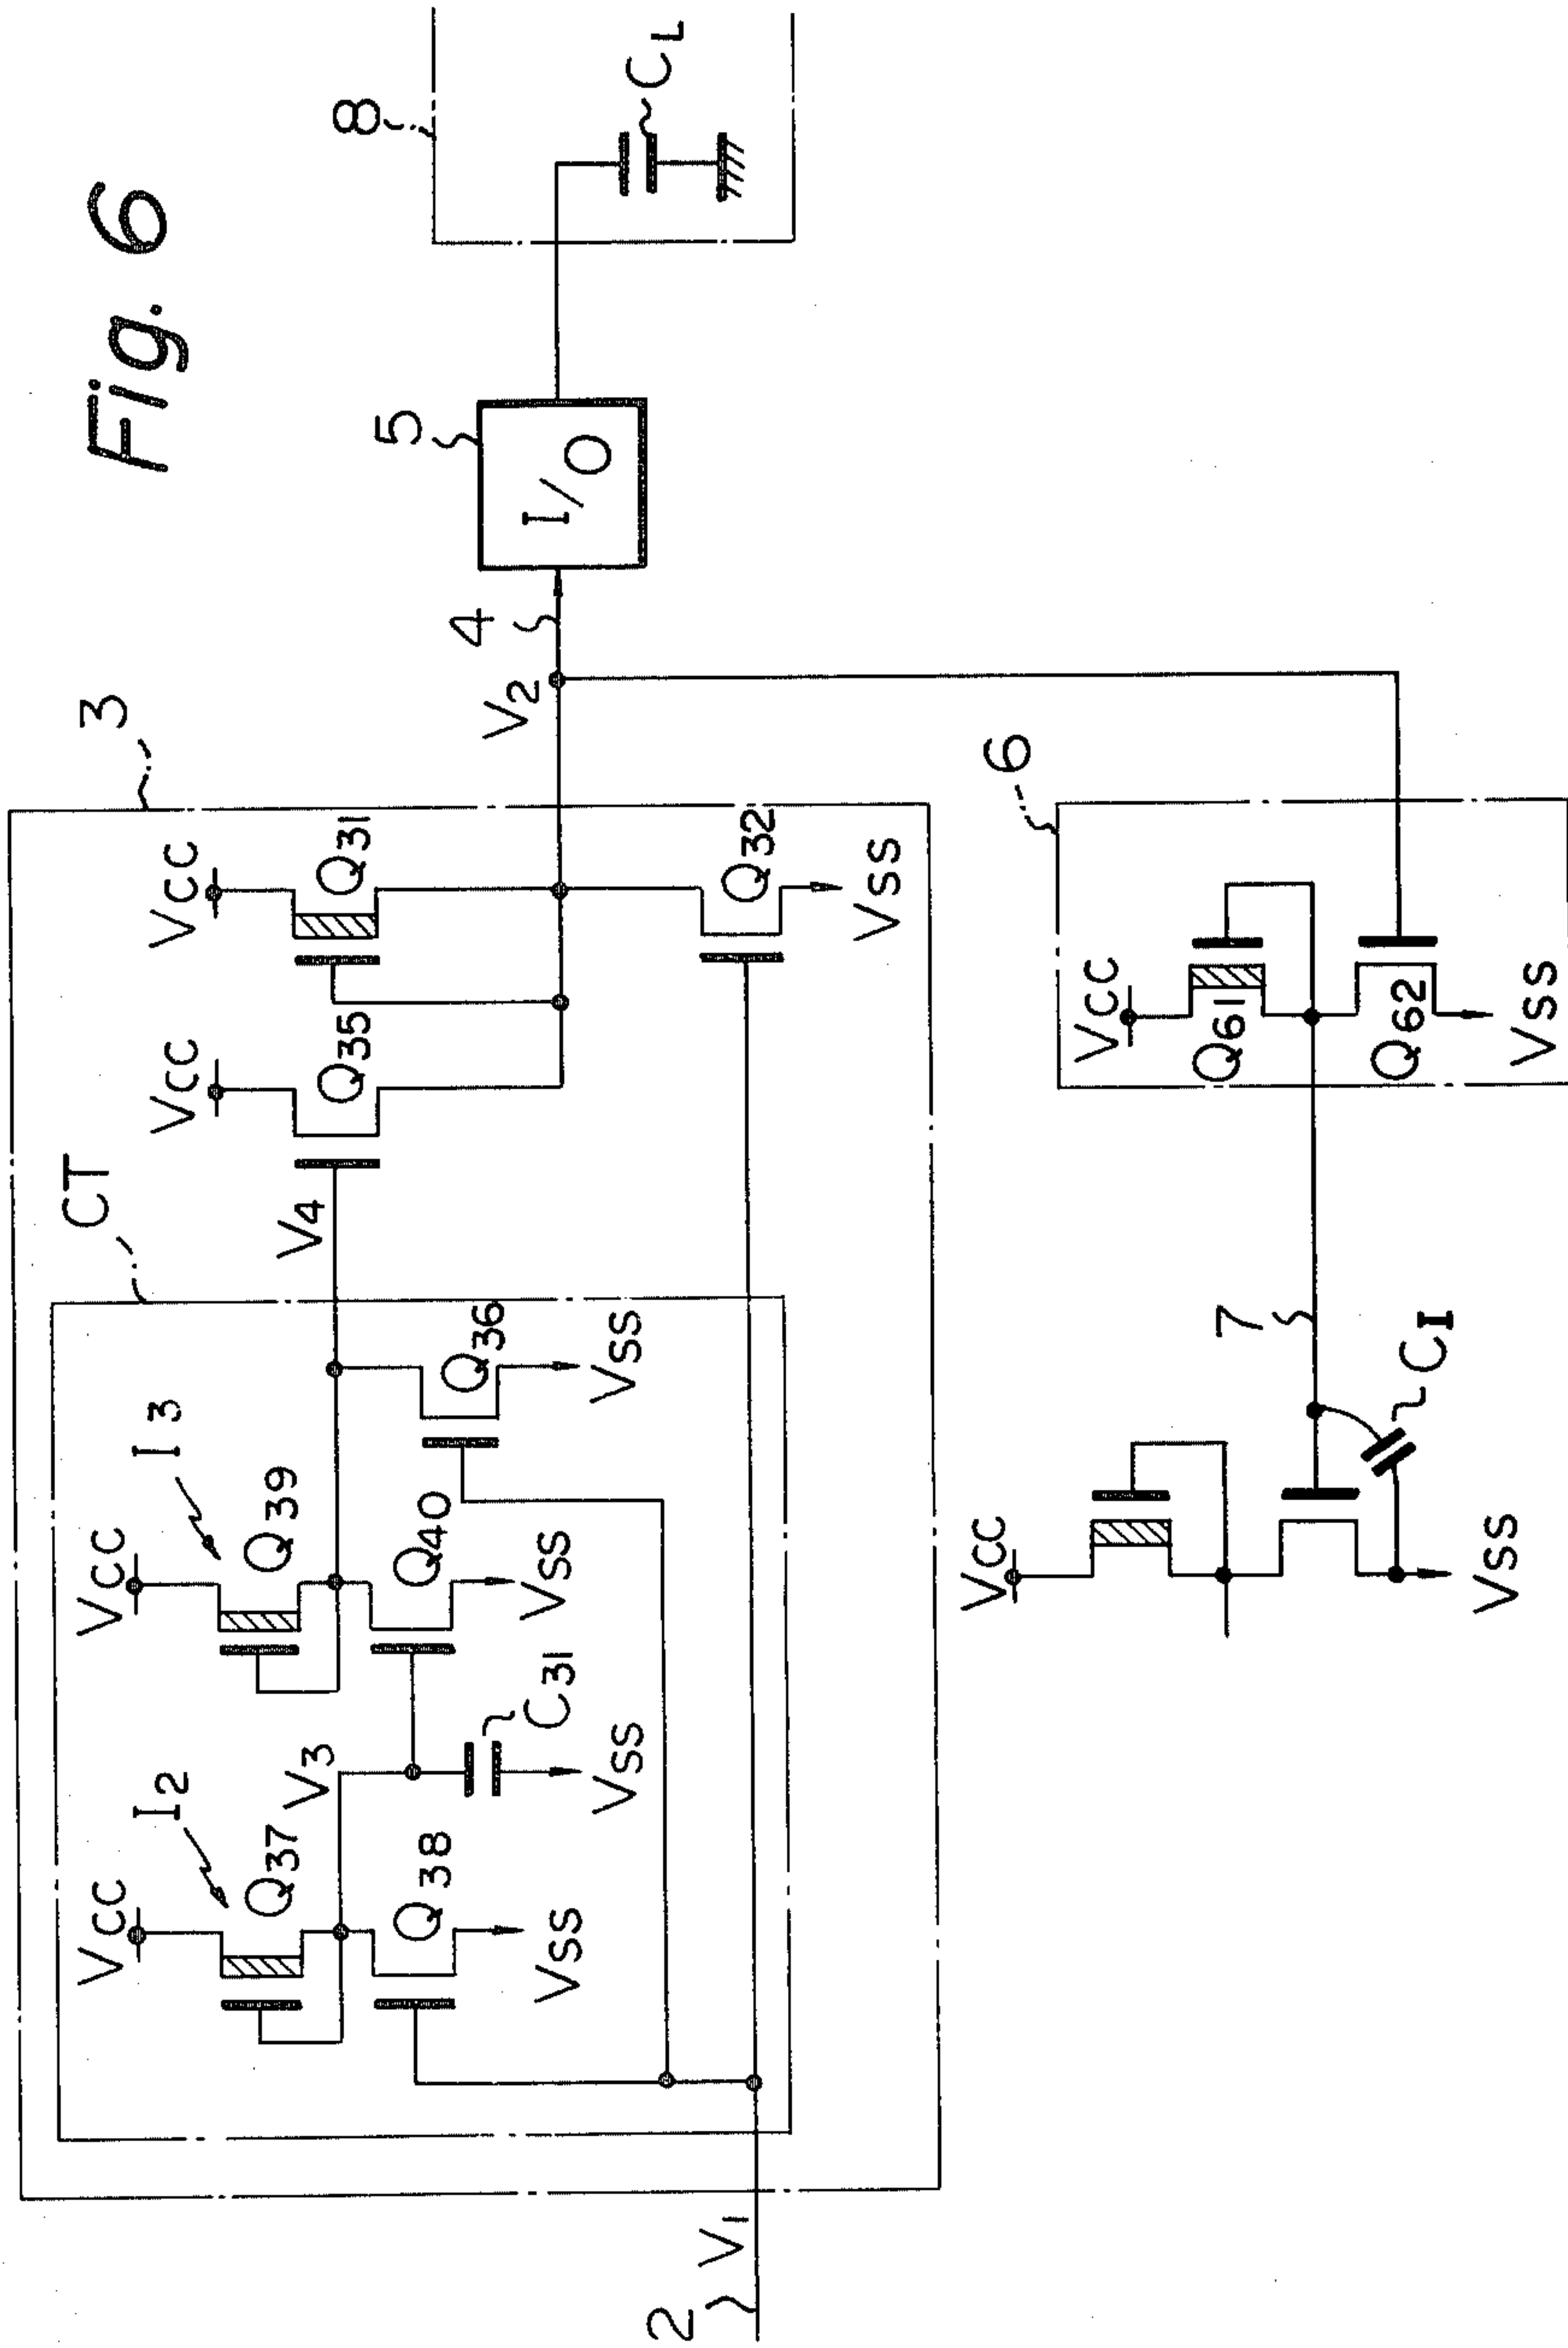 Fig. 6
3
CT
8
5
4
I/O
CL
VCC
VCC
VCC
VCC
I2
I3
Q37
Q39
Q35
Q31
V3
V4
V2
Q38
Q40
Q36
C31
VSS
VSS
VSS
VSS
Q32
VSS
2
V1
6
VCC
VCC
Q61
7
Q62
CI
VSS
VSS